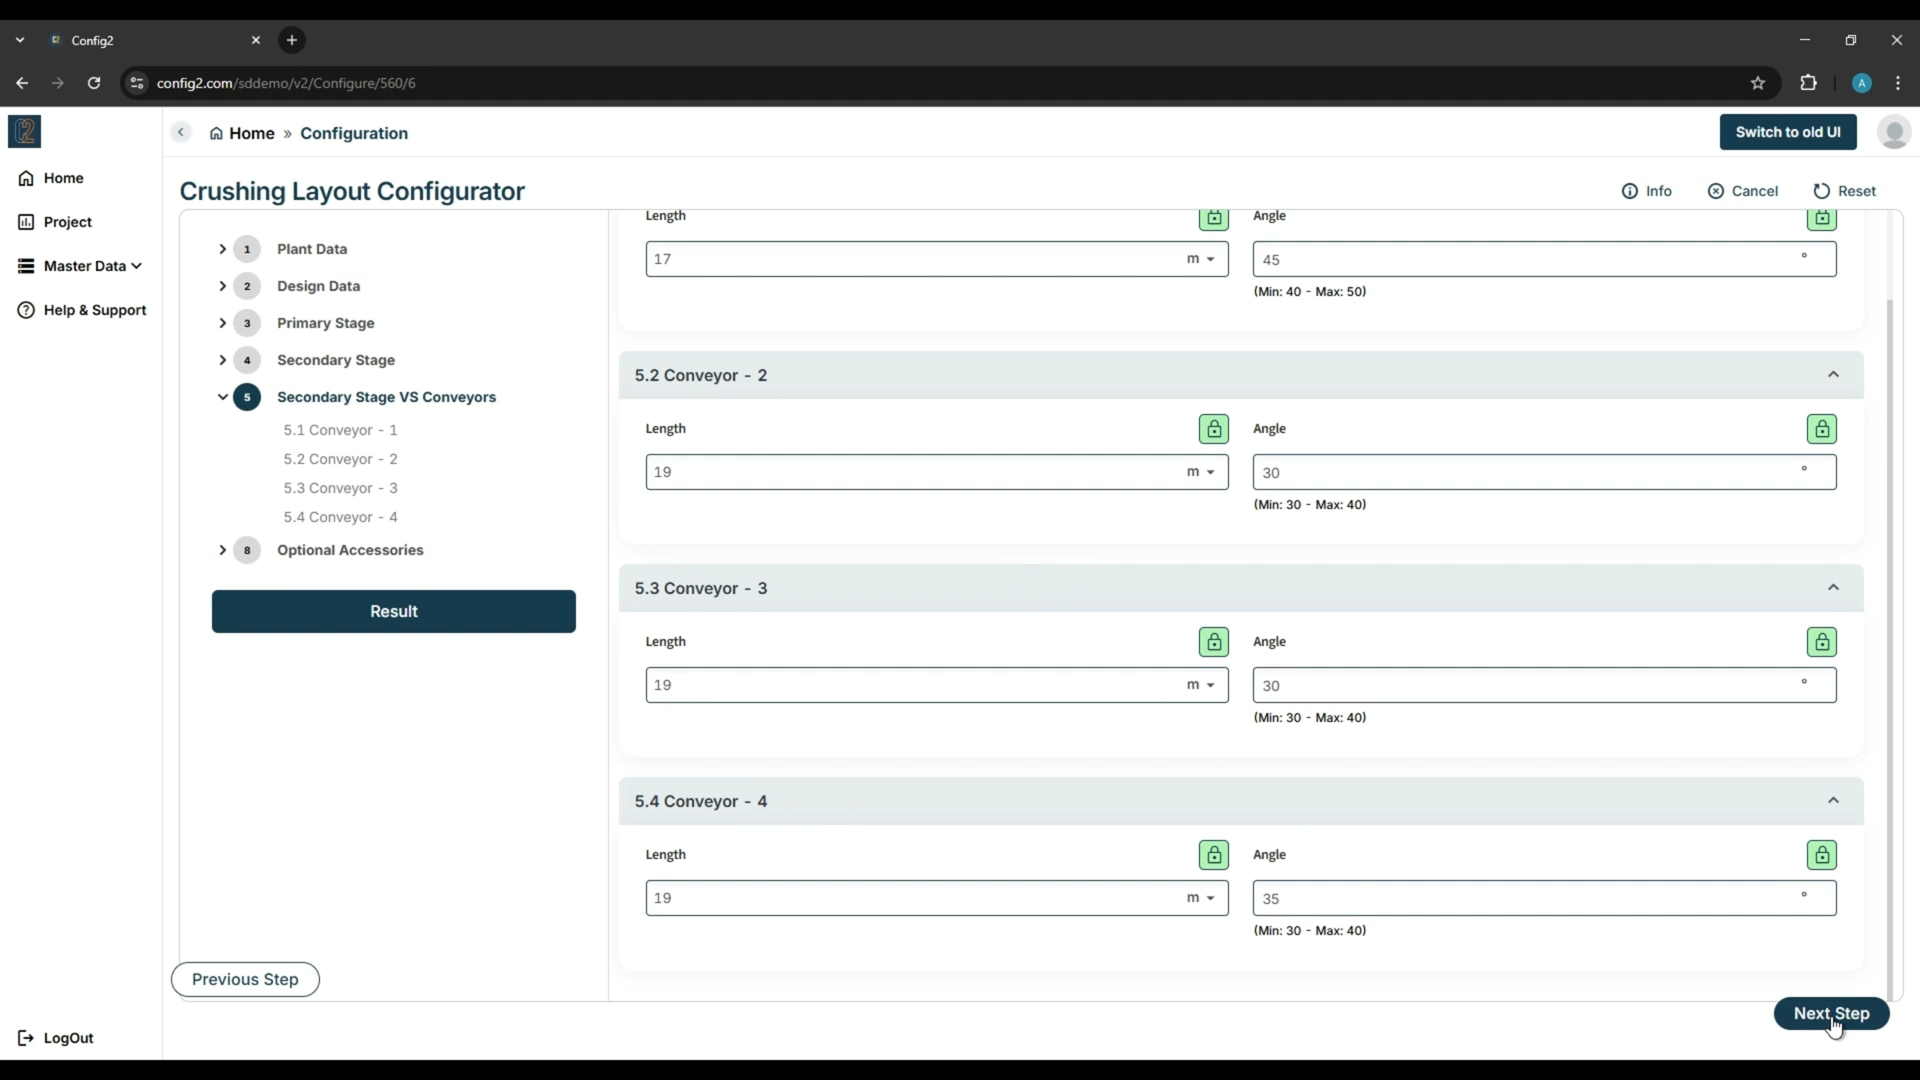 Config2
config2.com/sddemo/v2/Configure/560/6
Home » Configuration
Switch to old UI
Home
Project
Master Data
Help & Support
LogOut
Crushing Layout Configurator
Info
Cancel
Reset
1 Plant Data
2 Design Data
3 Primary Stage
4 Secondary Stage
5 Secondary Stage VS Conveyors
5.1 Conveyor - 1
5.2 Conveyor - 2
5.3 Conveyor - 3
5.4 Conveyor - 4
8 Optional Accessories
Result
Previous Step
Length
17 m
Angle
45 °
(Min: 40 - Max: 50)
5.2 Conveyor - 2
Length
19 m
Angle
30 °
(Min: 30 - Max: 40)
5.3 Conveyor - 3
Length
19 m
Angle
30 °
(Min: 30 - Max: 40)
5.4 Conveyor - 4
Length
19 m
Angle
35 °
(Min: 30 - Max: 40)
Next Step
A